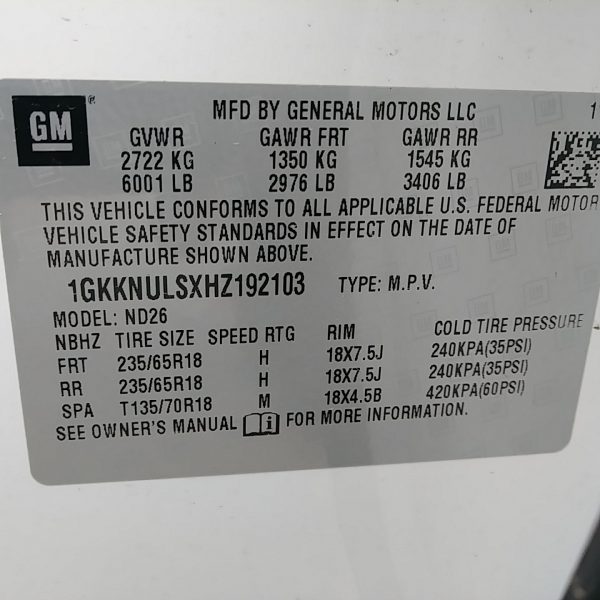 GM ® MFD BY GENERAL MOTORS LLC 1
GVWR GAWR FRT GAWR RR
2722 KG 1350 KG 1545 KG
6001 LB 2976 LB 3406 LB
THIS VEHICLE CONFORMS TO ALL APPLICABLE U.S. FEDERAL MOTOR
VEHICLE SAFETY STANDARDS IN EFFECT ON THE DATE OF
MANUFACTURE SHOWN ABOVE.
1GKKNULSXHZ192103 TYPE: M.P.V.
MODEL: ND26
NBHZ TIRE SIZE SPEED RTG RIM COLD TIRE PRESSURE
FRT 235/65R18 H 18X7.5J 240KPA(35PSI)
RR 235/65R18 H 18X7.5J 240KPA(35PSI)
SPA T135/70R18 M 18X4.5B 420KPA(60PSI)
SEE OWNER'S MANUAL i FOR MORE INFORMATION.